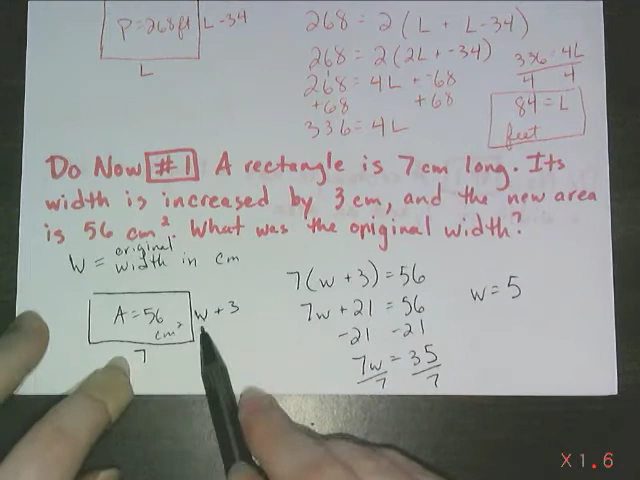 P=268ft L-34
L
268 = 2(L + L-34)
268 = 2(2L + -34)
268 = 4L + -68
+68 +68
336 = 4L
336 = 4L
4 4
84 = L
feet
Do Now #1 A rectangle is 7 cm long. Its
width is increased by 3 cm, and the new area
is 56 cm². What was the original width?
W = original width in cm
A = 56 cm² w + 3
7
7(w + 3) = 56
7w + 21 = 56
-21 -21
7w = 35
7 7
w = 5
X1.6